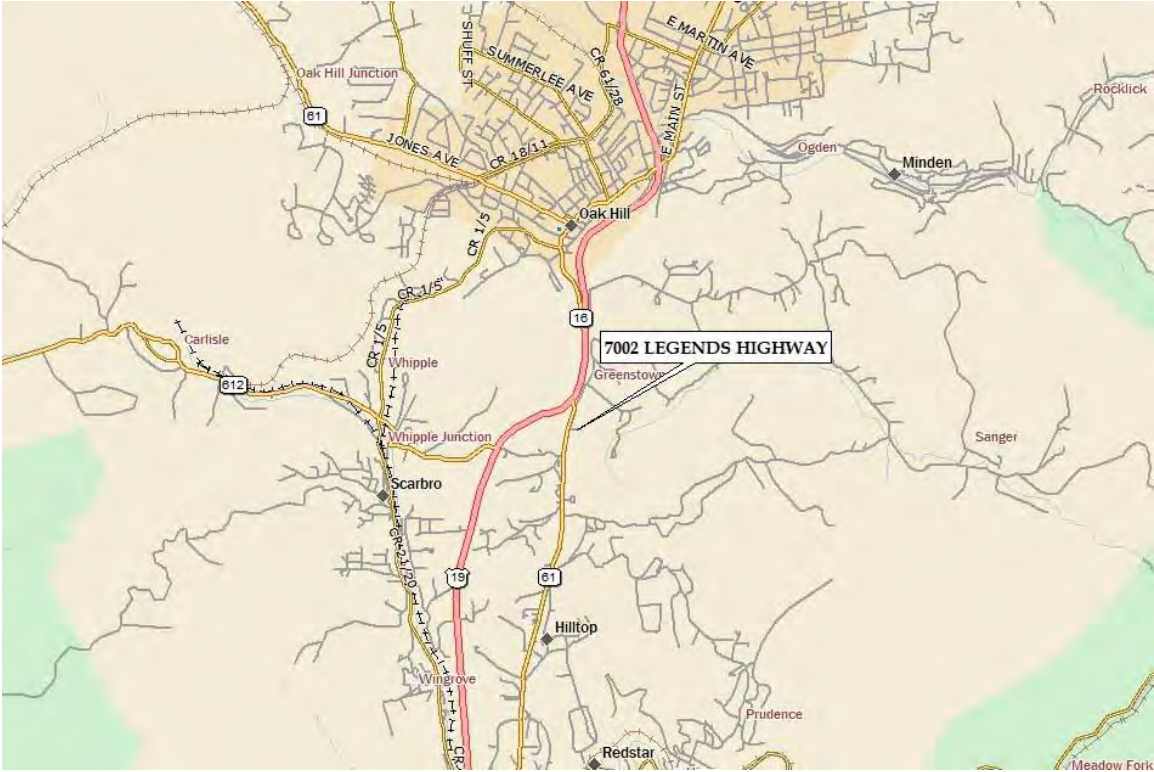 SHUFF ST
E MARTIN AVE
SUMMERLEE AVE
CR 61/28
Oak Hill Junction
Rocklick
61
E MAIN ST
JONES AVE
CR 18/11
Ogden
Minden
Oak Hill
CR 1/5
CR 1/5
16
CR 1/5
7002 LEGENDS HIGHWAY
Carlisle
Whipple
Greenstown
612
Whipple Junction
Sanger
Scarbro
CR 21/20
19
61
Hilltop
Wingrove
Prudence
Redstar
Meadow Fork